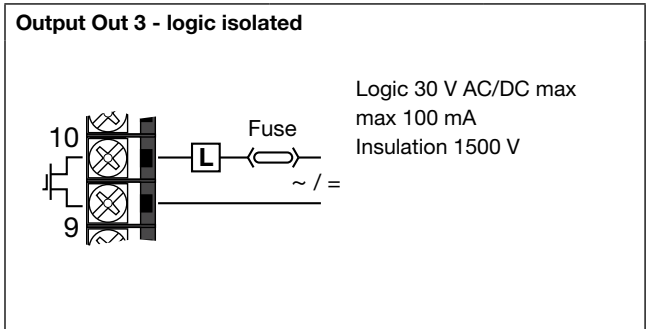 Output Out 3 - logic isolated
Logic 30 V AC/DC max
max 100 mA
Insulation 1500 V
10
Fuse
L
~ / =
9